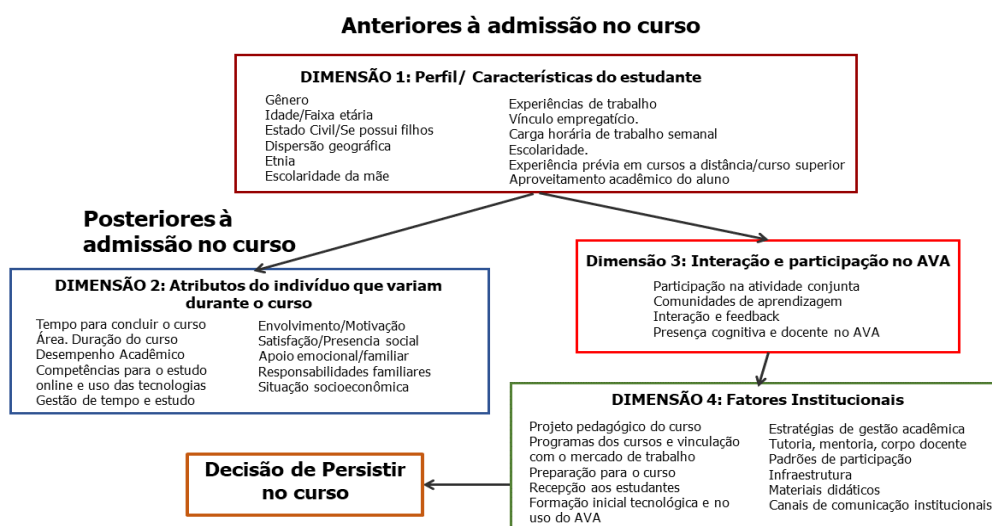 Anteriores à admissão no curso
DIMENSÃO 1: Perfil/ Características do estudante
Gênero
Idade/Faixa etária
Estado Civil/Se possui filhos
Dispersão geográfica
Etnia
Escolaridade da mãe
Experiências de trabalho
Vínculo empregatício.
Carga horária de trabalho semanal
Escolaridade.
Experiência prévia em cursos a distância/curso superior
Aproveitamento acadêmico do aluno
Posteriores à
admissão no curso
DIMENSÃO 2: Atributos do indivíduo que variam
durante o curso
Tempo para concluir o curso
Área. Duração do curso
Desempenho Acadêmico
Competências para o estudo
online e uso das tecnologias
Gestão de tempo e estudo
Envolvimento/Motivação
Satisfação/Presencia social
Apoio emocional/familiar
Responsabilidades familiares
Situação socioeconômica
Dimensão 3: Interação e participação no AVA
Participação na atividade conjunta
Comunidades de aprendizagem
Interação e feedback
Presença cognitiva e docente no AVA
DIMENSÃO 4: Fatores Institucionais
Projeto pedagógico do curso
Programas dos cursos e vinculação
com o mercado de trabalho
Preparação para o curso
Recepção aos estudantes
Formação inicial tecnológica e no
uso do AVA
Estratégias de gestão acadêmica
Tutoria, mentoria, corpo docente
Padrões de participação
Infraestrutura
Materiais didáticos
Canais de comunicação institucionais
Decisão de Persistir
no curso